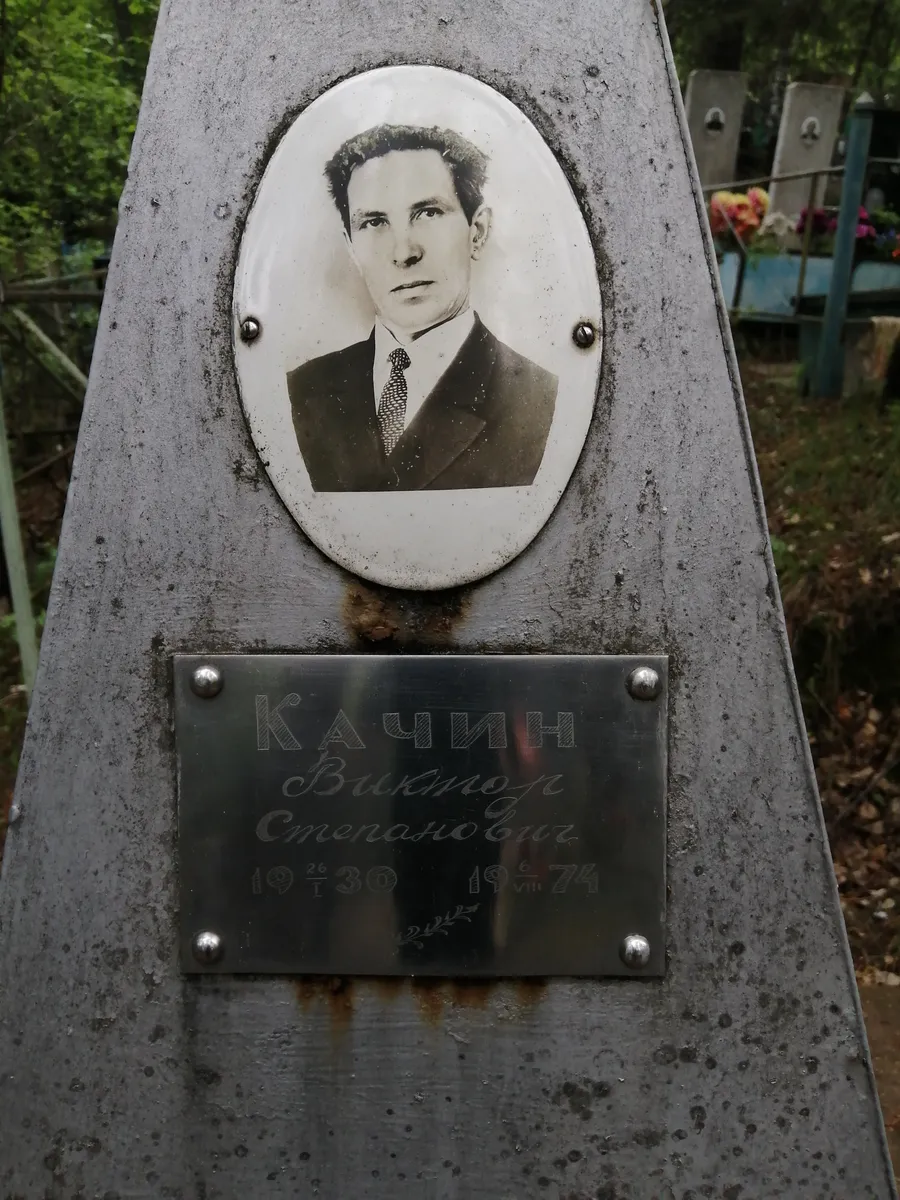 Качин
Виктор
Степанович
19 26/I 30 19 6/VIII 74